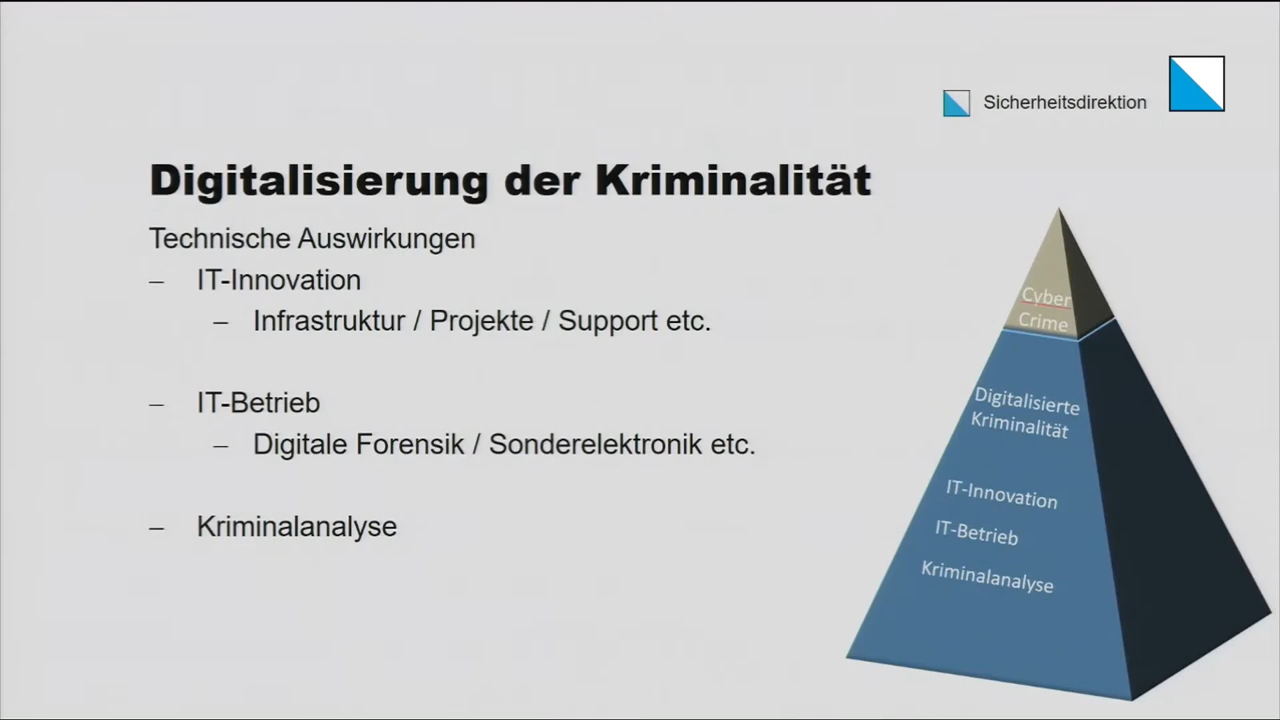 Sicherheitsdirektion
Digitalisierung der Kriminalität
Technische Auswirkungen
– IT-Innovation
– Infrastruktur / Projekte / Support etc.
– IT-Betrieb
– Digitale Forensik / Sonderelektronik etc.
– Kriminalanalyse
Cyber
Crime
Digitalisierte
Kriminalität
IT-Innovation
IT-Betrieb
Kriminalanalyse